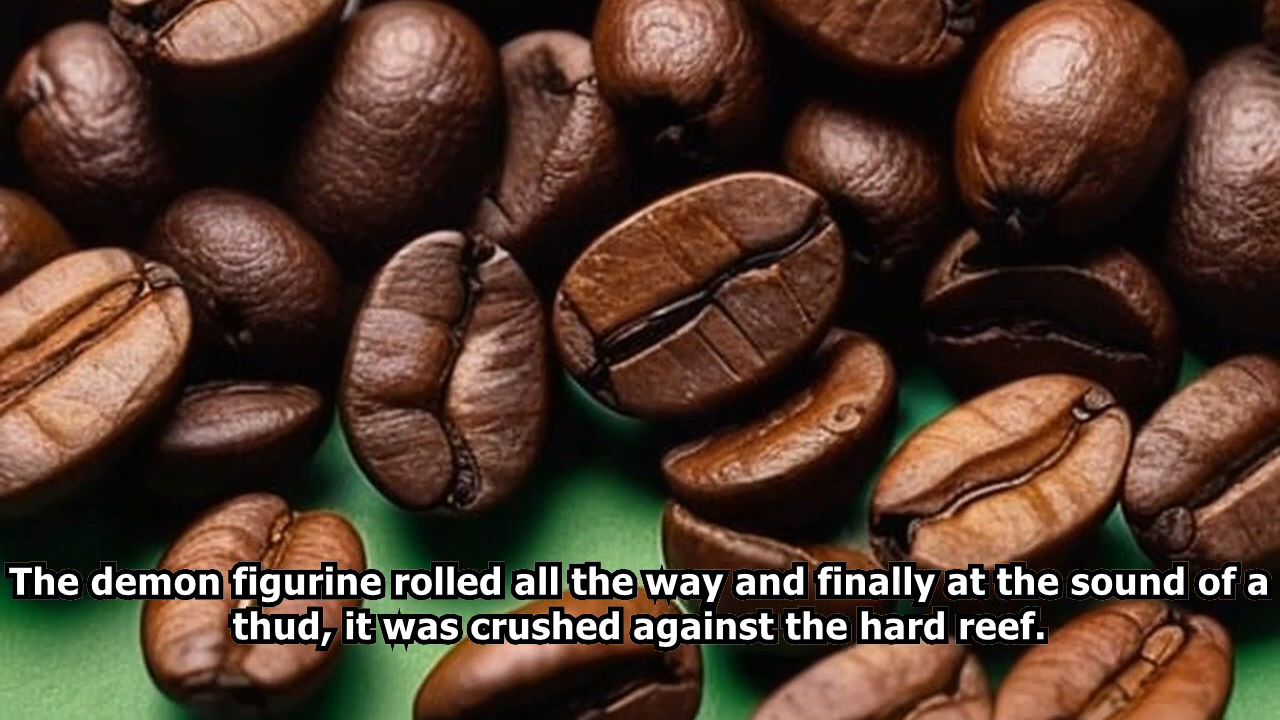 The demon figurine rolled all the way and finally at the sound of a
thud, it was crushed against the hard reef.